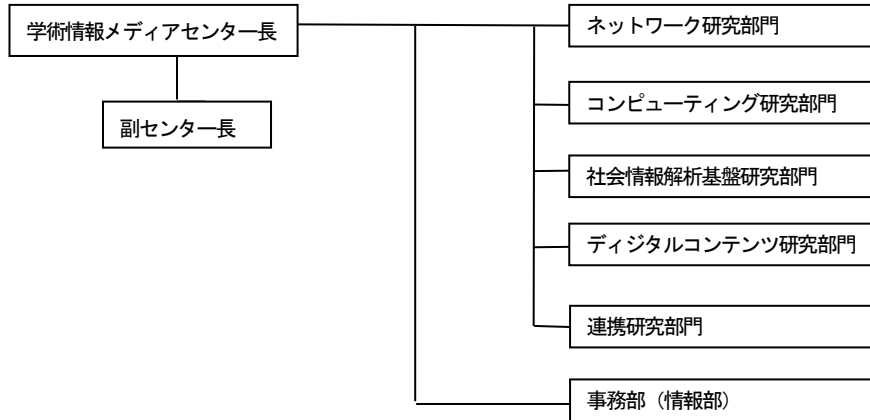 学術情報メディアセンター長
副センター長
ネットワーク研究部門
コンピューティング研究部門
社会情報解析基盤研究部門
ディジタルコンテンツ研究部門
連携研究部門
事務部（情報部）